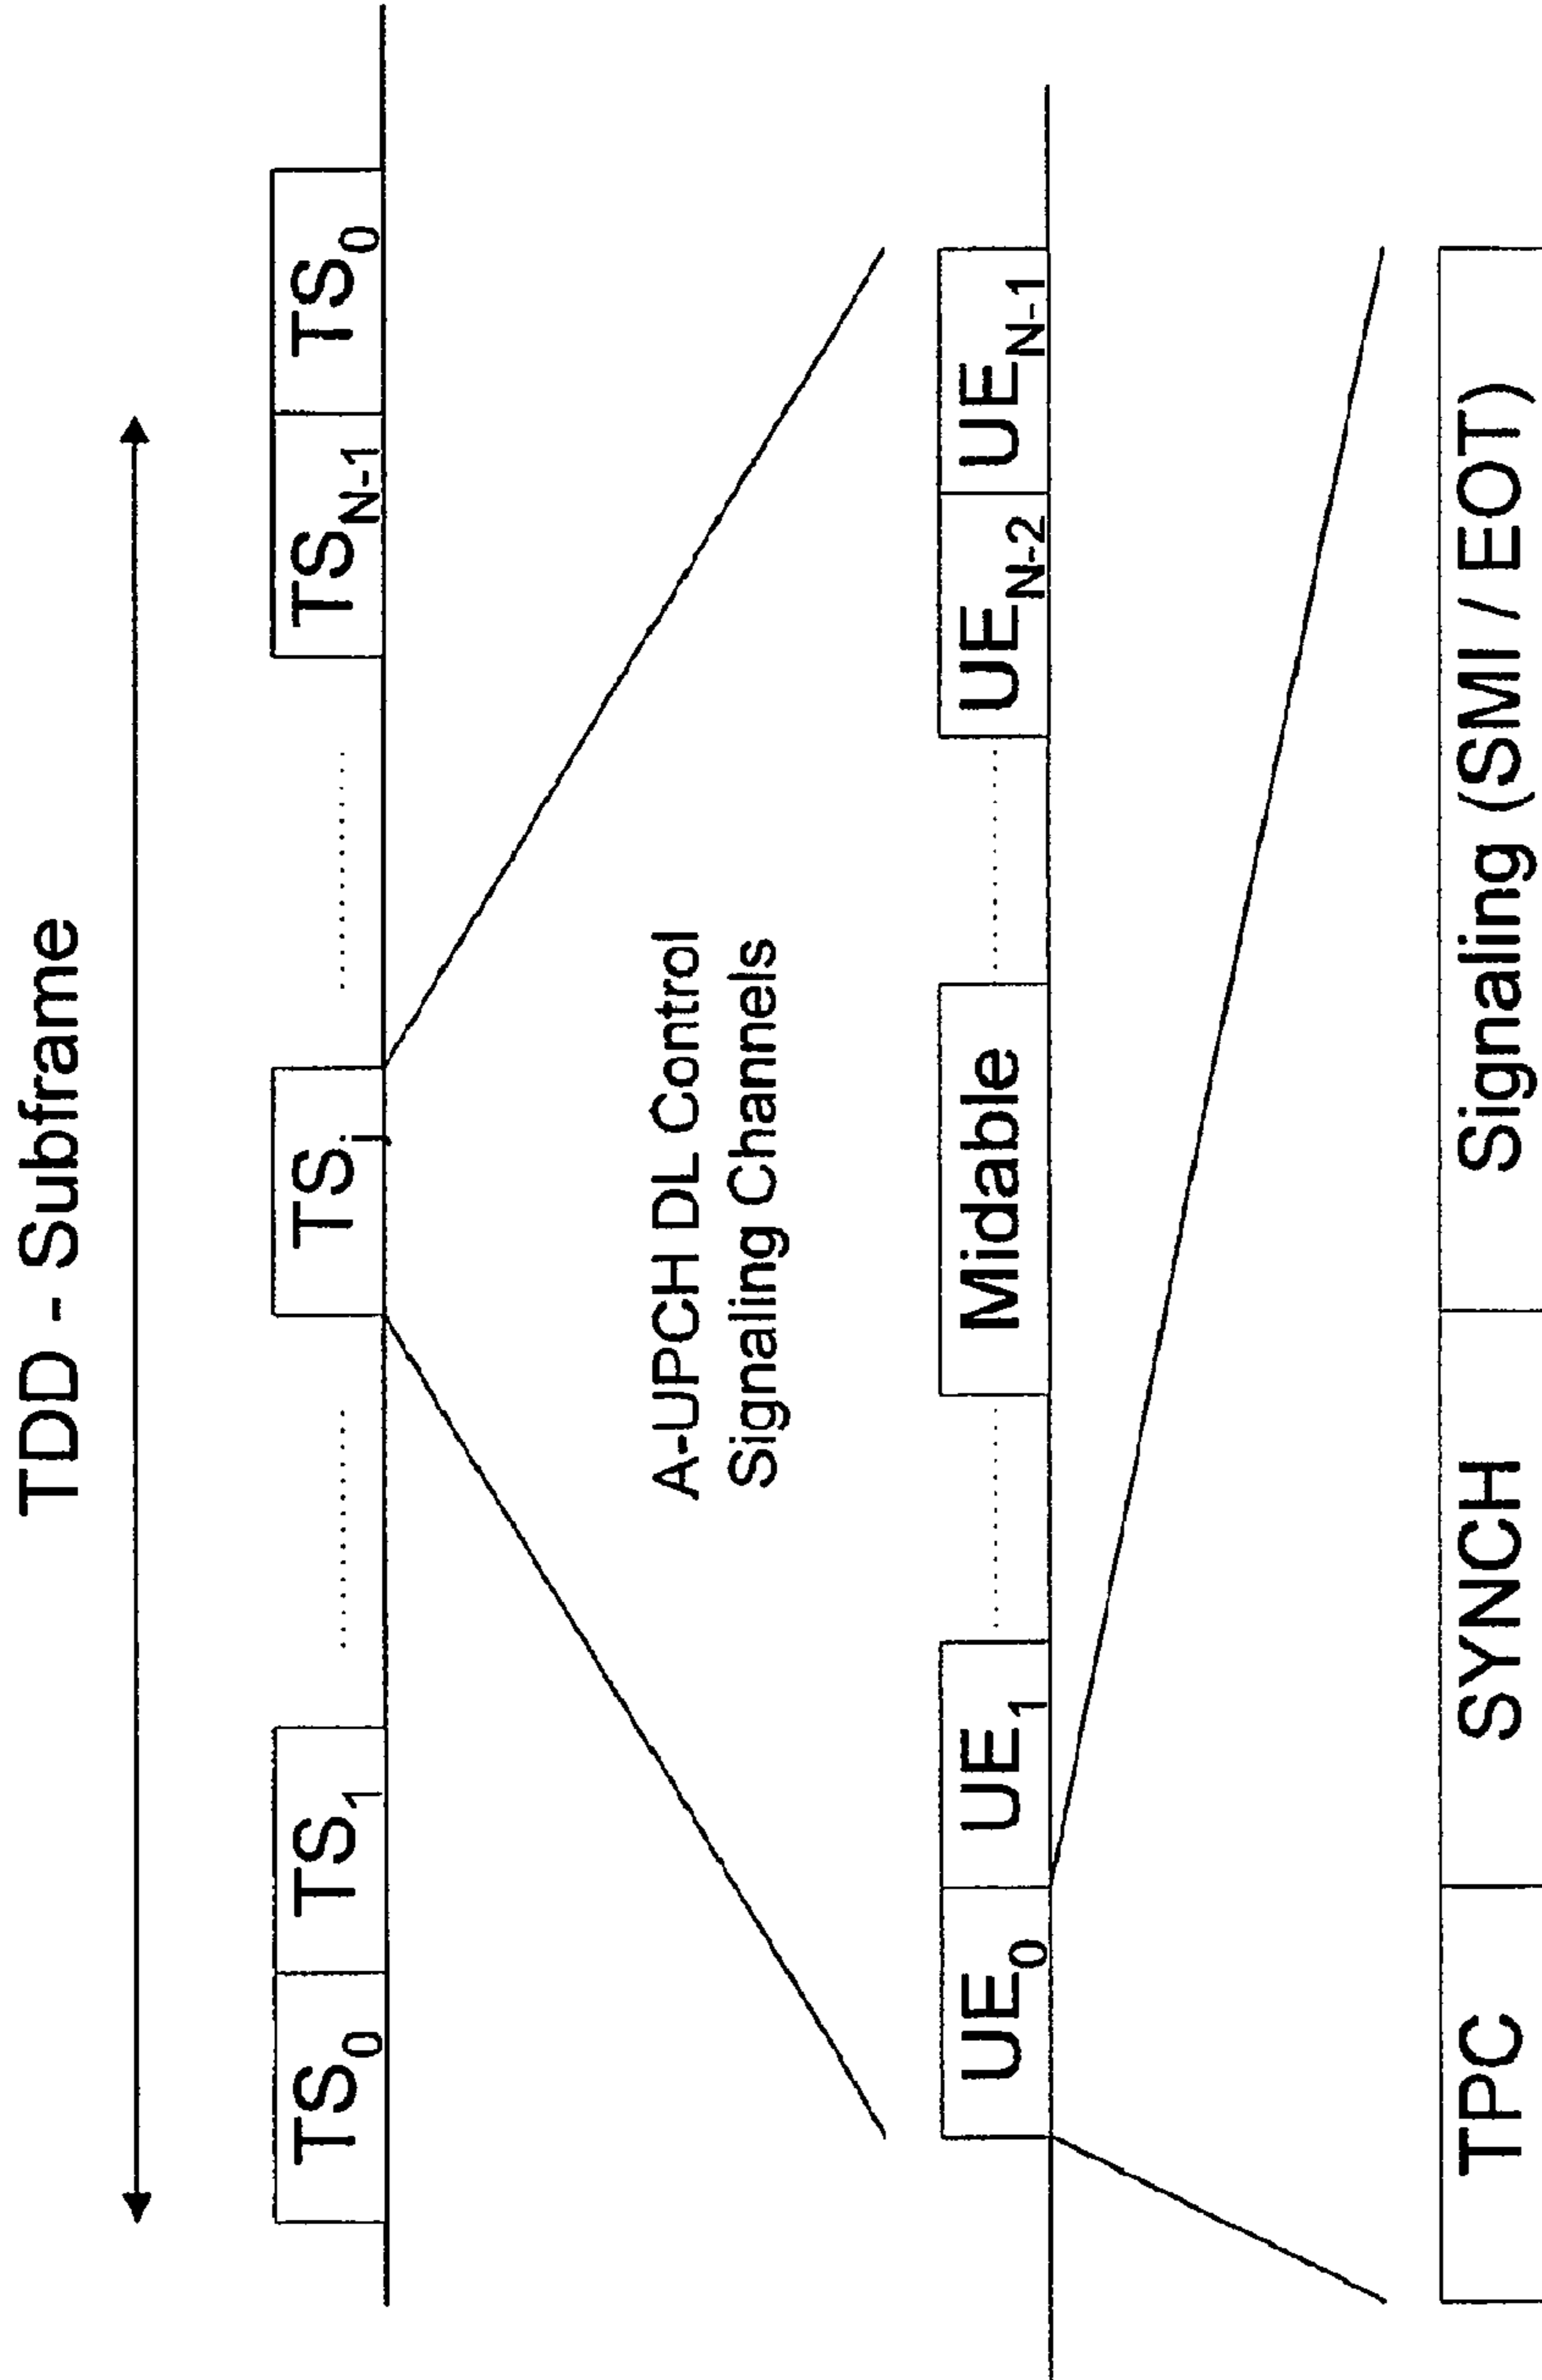 TDD - Subframe
TS0 TS1 ......... TSi ......... TSN-1 TS0
A-UPCH DL Control
Signaling Channels
UE0 UE1 ......... Midable ......... UEN-2 UEN-1
TPC SYNCH Signaling (SMI / EOT)